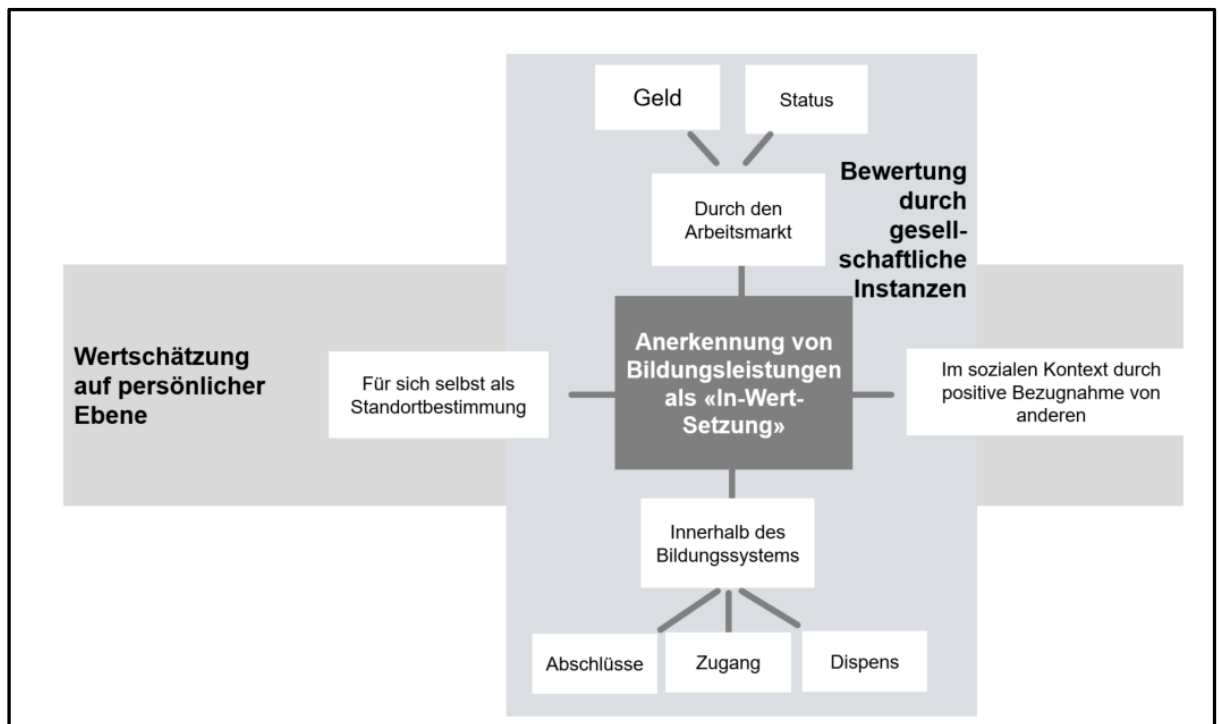 Geld
Status
Bewertung
durch
gesell-
schaftliche
Instanzen
Durch den
Arbeitsmarkt
Wertschätzung
auf persönlicher
Ebene
Für sich selbst als
Standortbestimmung
Anerkennung von
Bildungsleistungen
als «In-Wert-
Setzung»
Im sozialen Kontext durch
positive Bezugnahme von
anderen
Innerhalb des
Bildungssystems
Abschlüsse
Zugang
Dispens